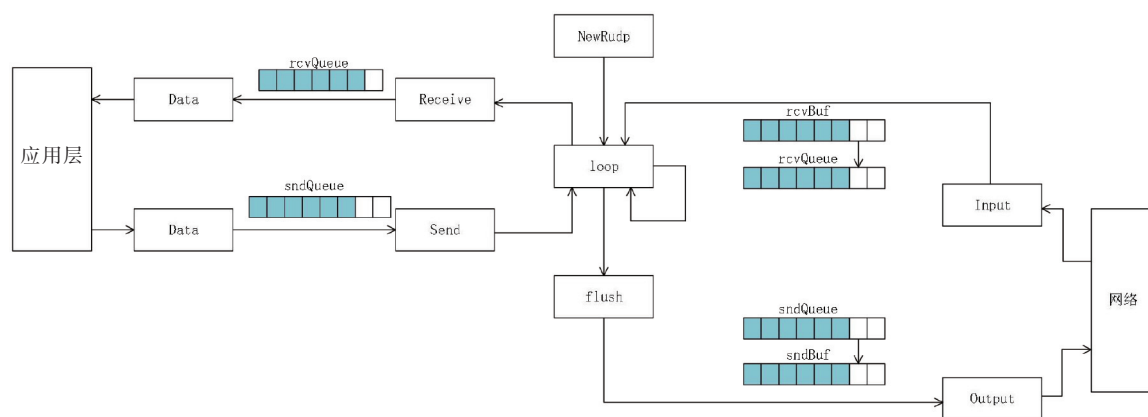 NewRudp
rcvQueue
Data
Receive
应用层
rcvBuf
rcvQueue
loop
sndQueue
Data
Send
Input
flush
网络
sndQueue
sndBuf
Output